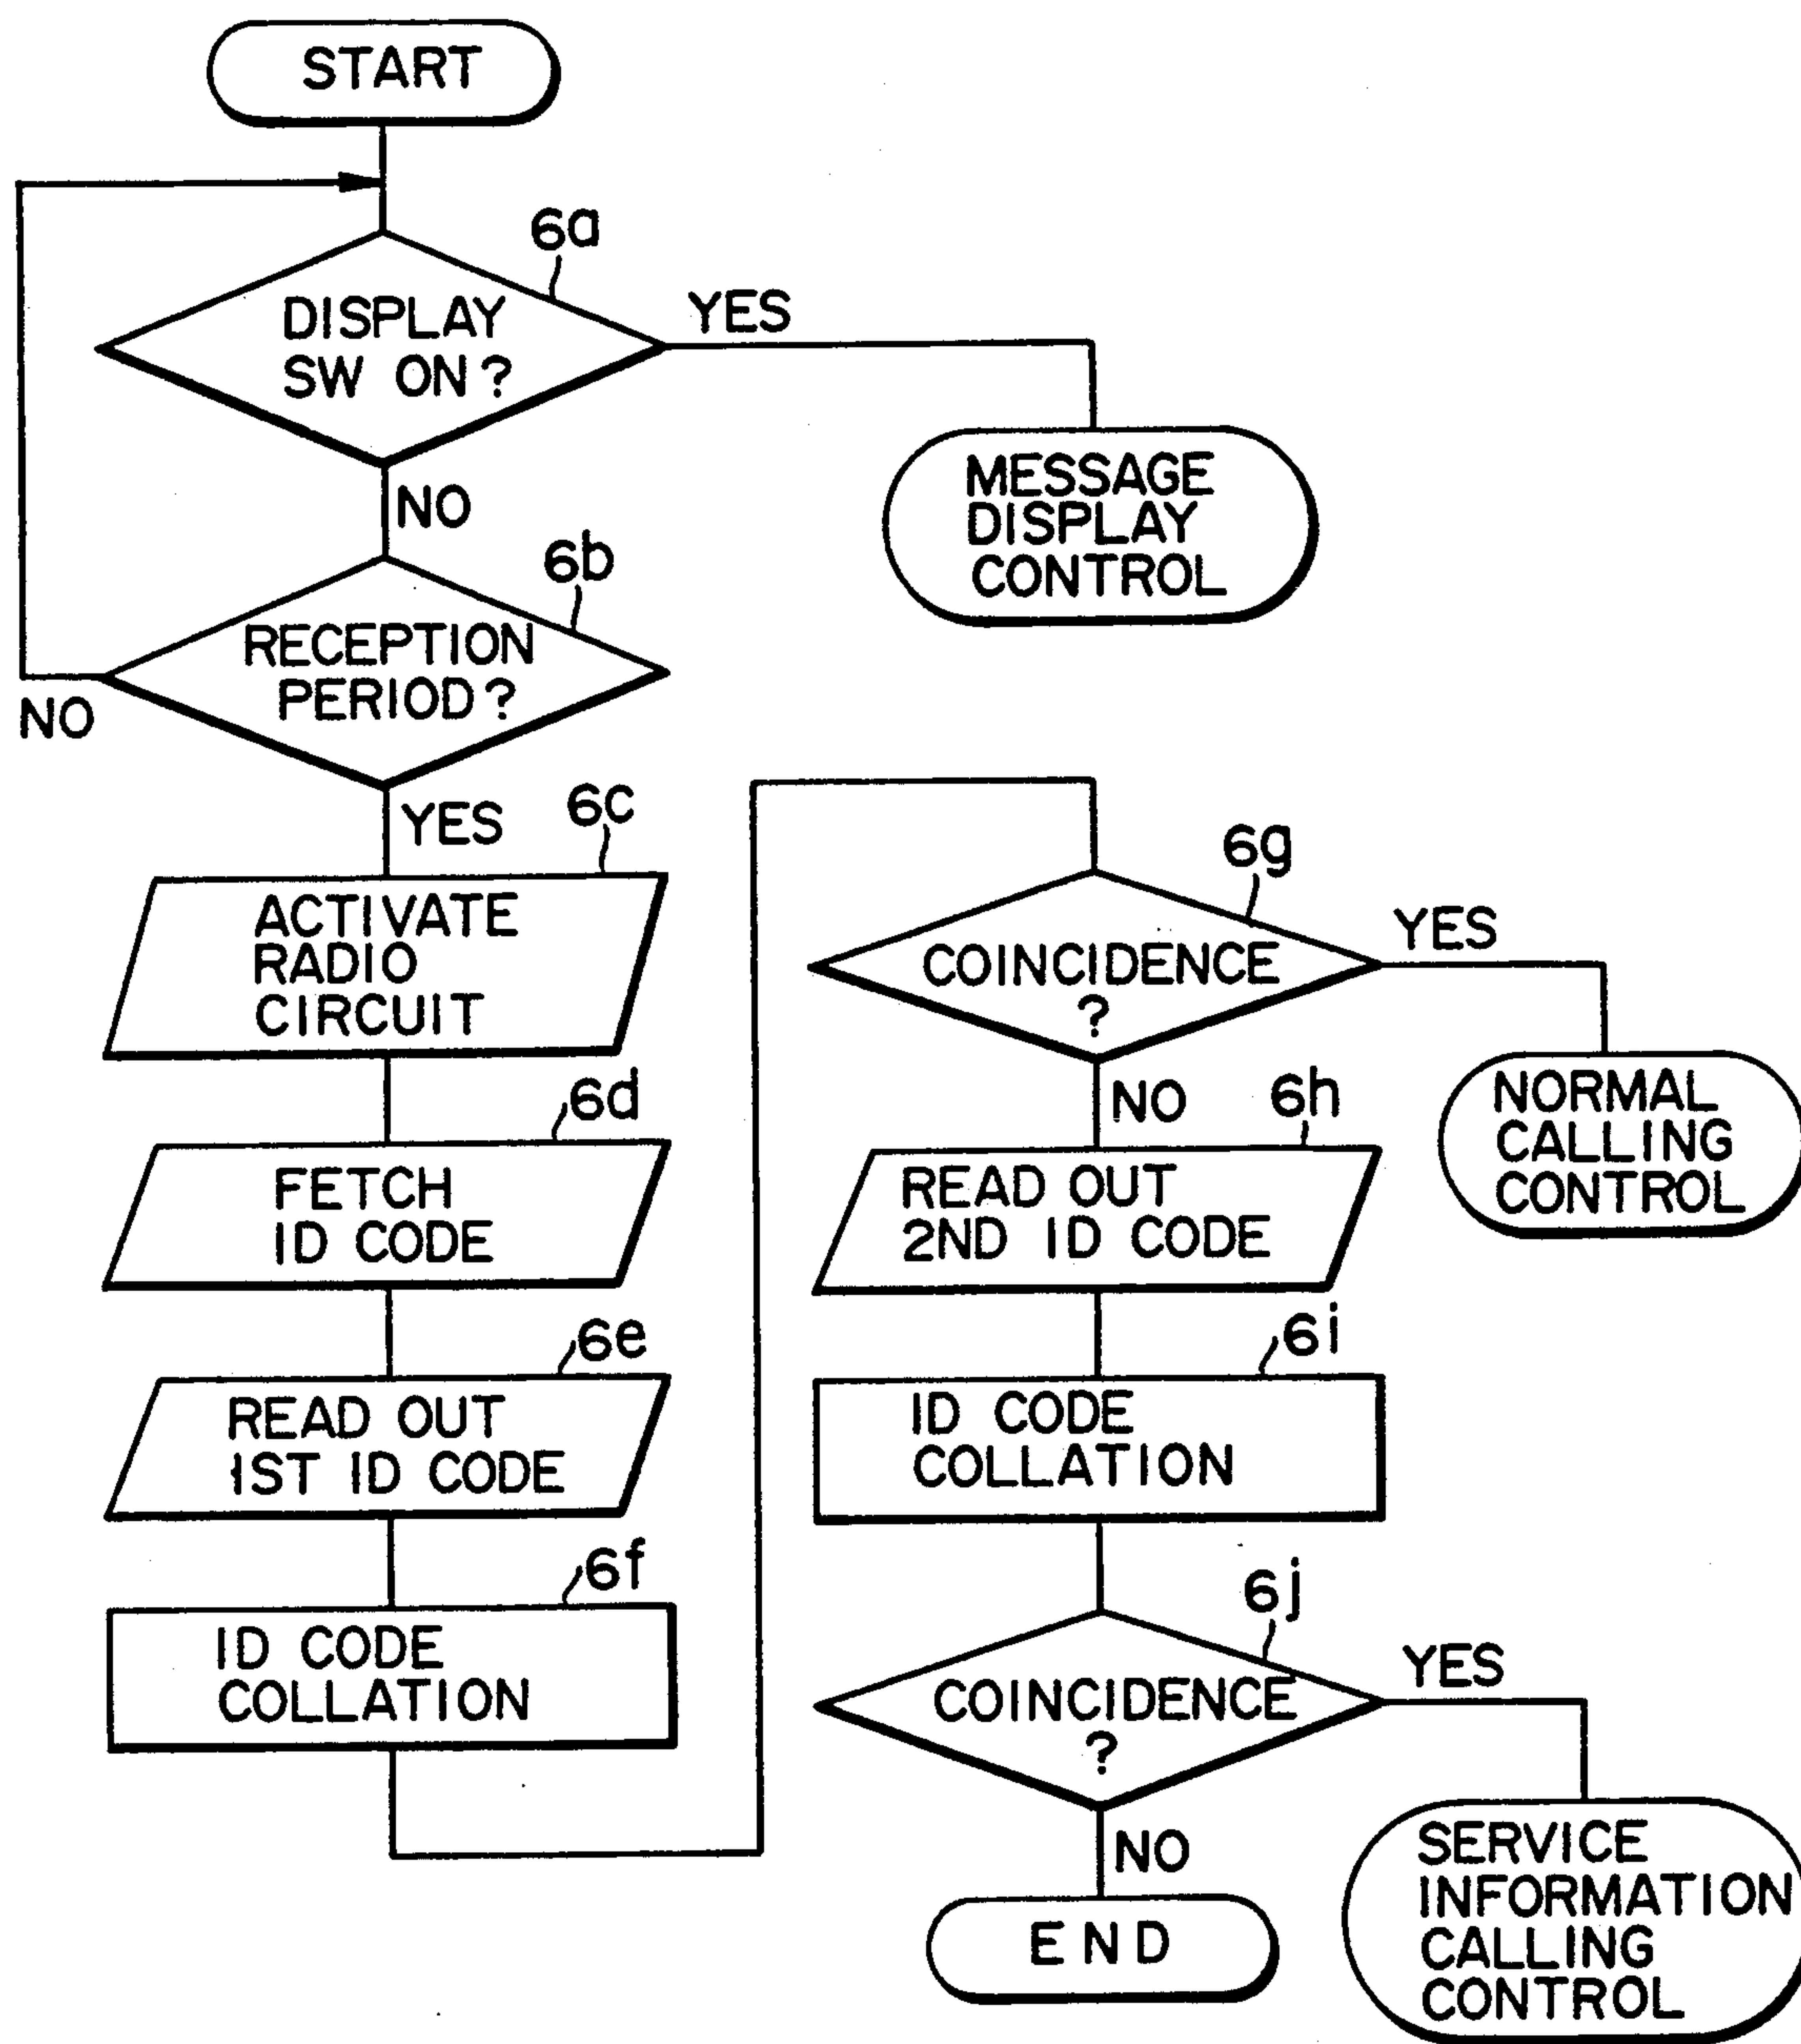 START
6a
DISPLAY
SW ON?
YES
MESSAGE
DISPLAY
CONTROL
NO
6b
RECEPTION
PERIOD?
NO
YES
6c
ACTIVATE
RADIO
CIRCUIT
6d
FETCH
ID CODE
6e
READ OUT
1ST ID CODE
6f
ID CODE
COLLATION
6g
COINCIDENCE
?
YES
NORMAL
CALLING
CONTROL
NO
6h
READ OUT
2ND ID CODE
6i
ID CODE
COLLATION
6j
COINCIDENCE
?
YES
SERVICE
INFORMATION
CALLING
CONTROL
NO
END